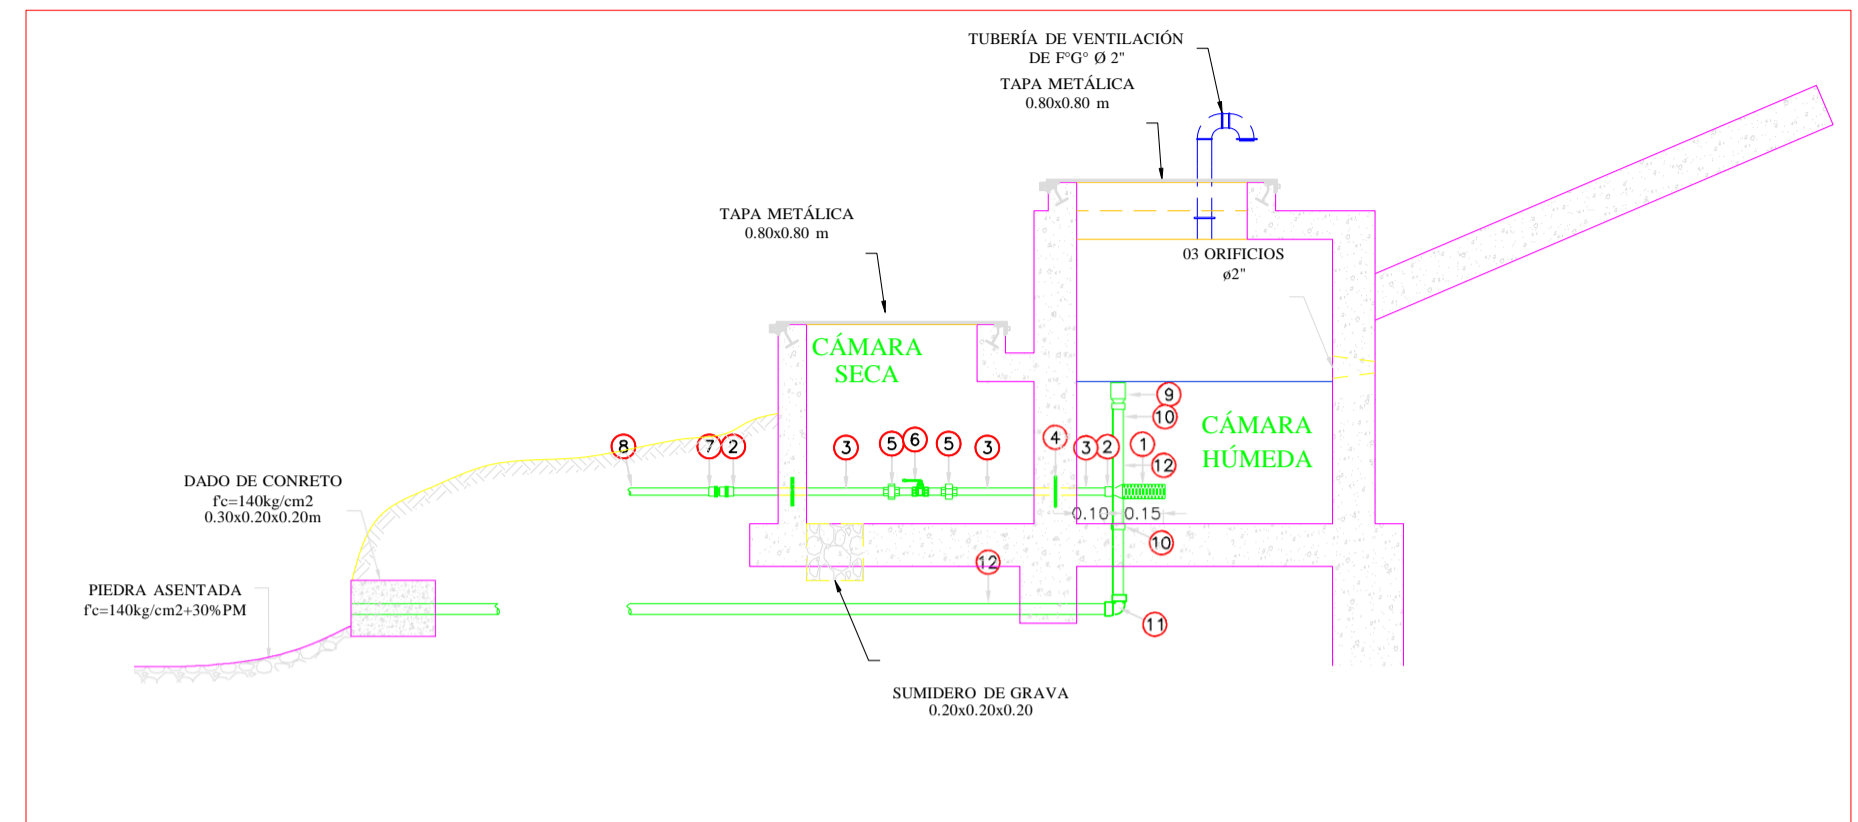 TUBERÍA DE VENTILACIÓN
DE F°G° Ø 2"
TAPA METÁLICA
0.80x0.80 m
TAPA METÁLICA
0.80x0.80 m
03 ORIFICIOS
ø2"
CÁMARA
SECA
CÁMARA
HÚMEDA
9
10
8
7
2
3
5
6
5
3
4
3
2
1
12
DADO DE CONRETO
f'c=140kg/cm2
0.30x0.20x0.20m
0.10
0.15
10
12
PIEDRA ASENTADA
f'c=140kg/cm2+30%PM
11
SUMIDERO DE GRAVA
0.20x0.20x0.20